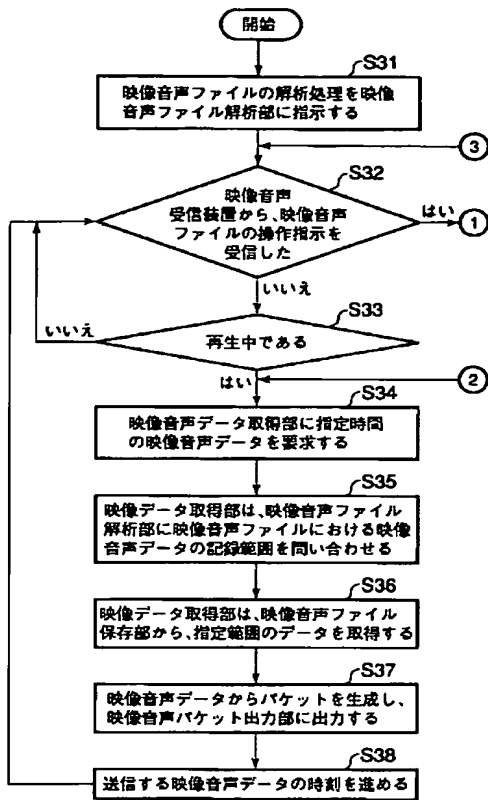 開始
S31
映像音声ファイルの解析処理を映像
音声ファイル解析部に指示する
3
S32
映像音声
受信装置から、映像音声
ファイルの操作指示を
受信した
はい
1
いいえ
S33
いいえ
再生中である
はい
2
S34
映像音声データ取得部に指定時間
の映像音声データを要求する
S35
映像データ取得部は、映像音声ファイル
解析部に映像音声ファイルにおける映像
音声データの記録範囲を問い合わせる
S36
映像データ取得部は、映像音声ファイル
保存部から、指定範囲のデータを取得する
S37
映像音声データからパケットを生成し、
映像音声パケット出力部に出力する
S38
送信する映像音声データの時刻を進める